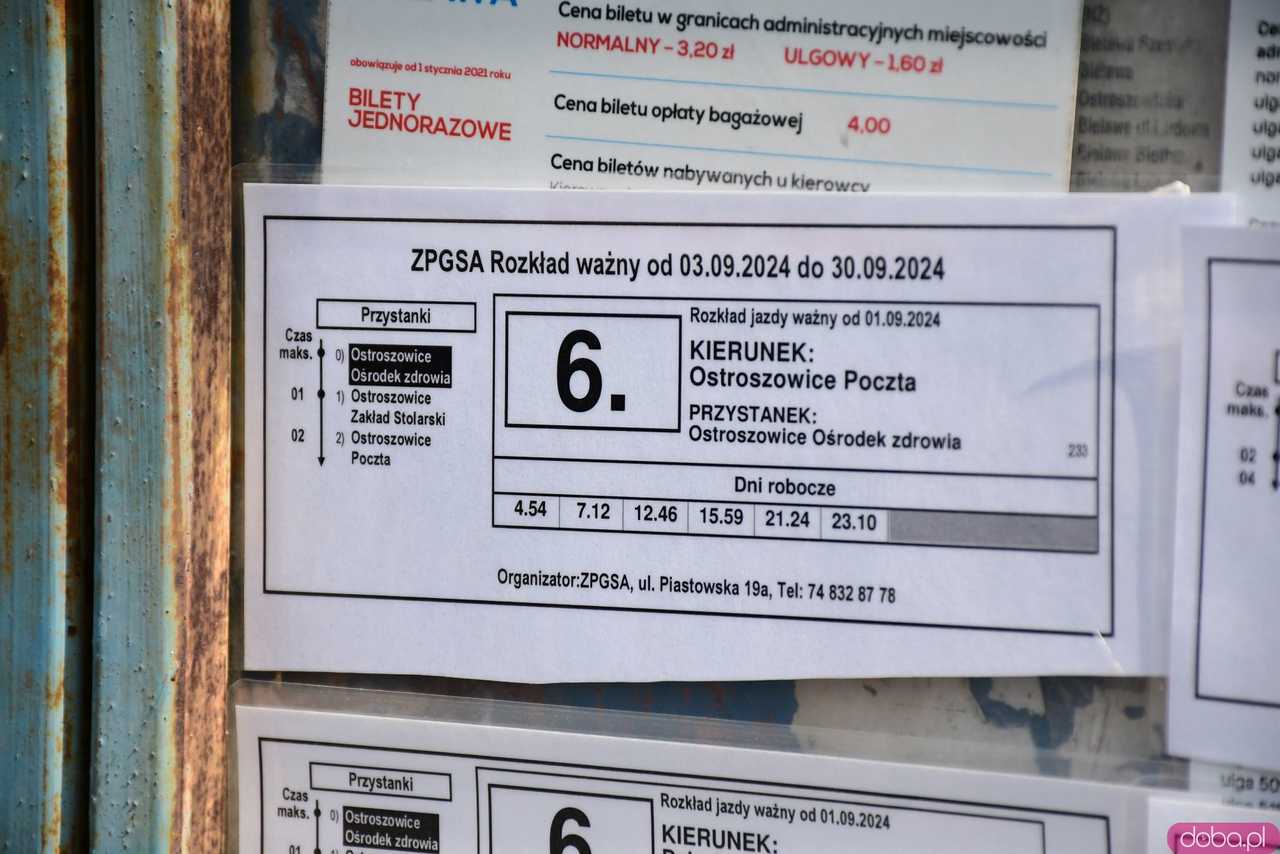 Cena biletu w granicach administracyjnych miejscowości
NORMALNY – 3,20 zł ULGOWY – 1,60 zł
obowiązuje od 1 stycznia 2021 roku
BILETY
JEDNORAZOWE
Cena biletu opłaty bagażowej 4.00
Cena biletów nabywanych u kierowcy
ZPGSA Rozkład ważny od 03.09.2024 do 30.09.2024
Przystanki
Czas
maks.
0) Ostroszowice
Ośrodek zdrowia
01 1) Ostroszowice
Zakład Stolarski
02 2) Ostroszowice
Poczta
6.
Rozkład jazdy ważny od 01.09.2024
KIERUNEK:
Ostroszowice Poczta
PRZYSTANEK:
Ostroszowice Ośrodek zdrowia
233
Dni robocze
4.54 7.12 12.46 15.59 21.24 23.10
Organizator:ZPGSA, ul. Piastowska 19a, Tel: 74 832 87 78
Czas
maks.
02
04
Przystanki
Czas
maks.
0) Ostroszowice
Ośrodek zdrowia
01
6
Rozkład jazdy ważny od 01.09.2024
KIERUNEK:
doba.pl